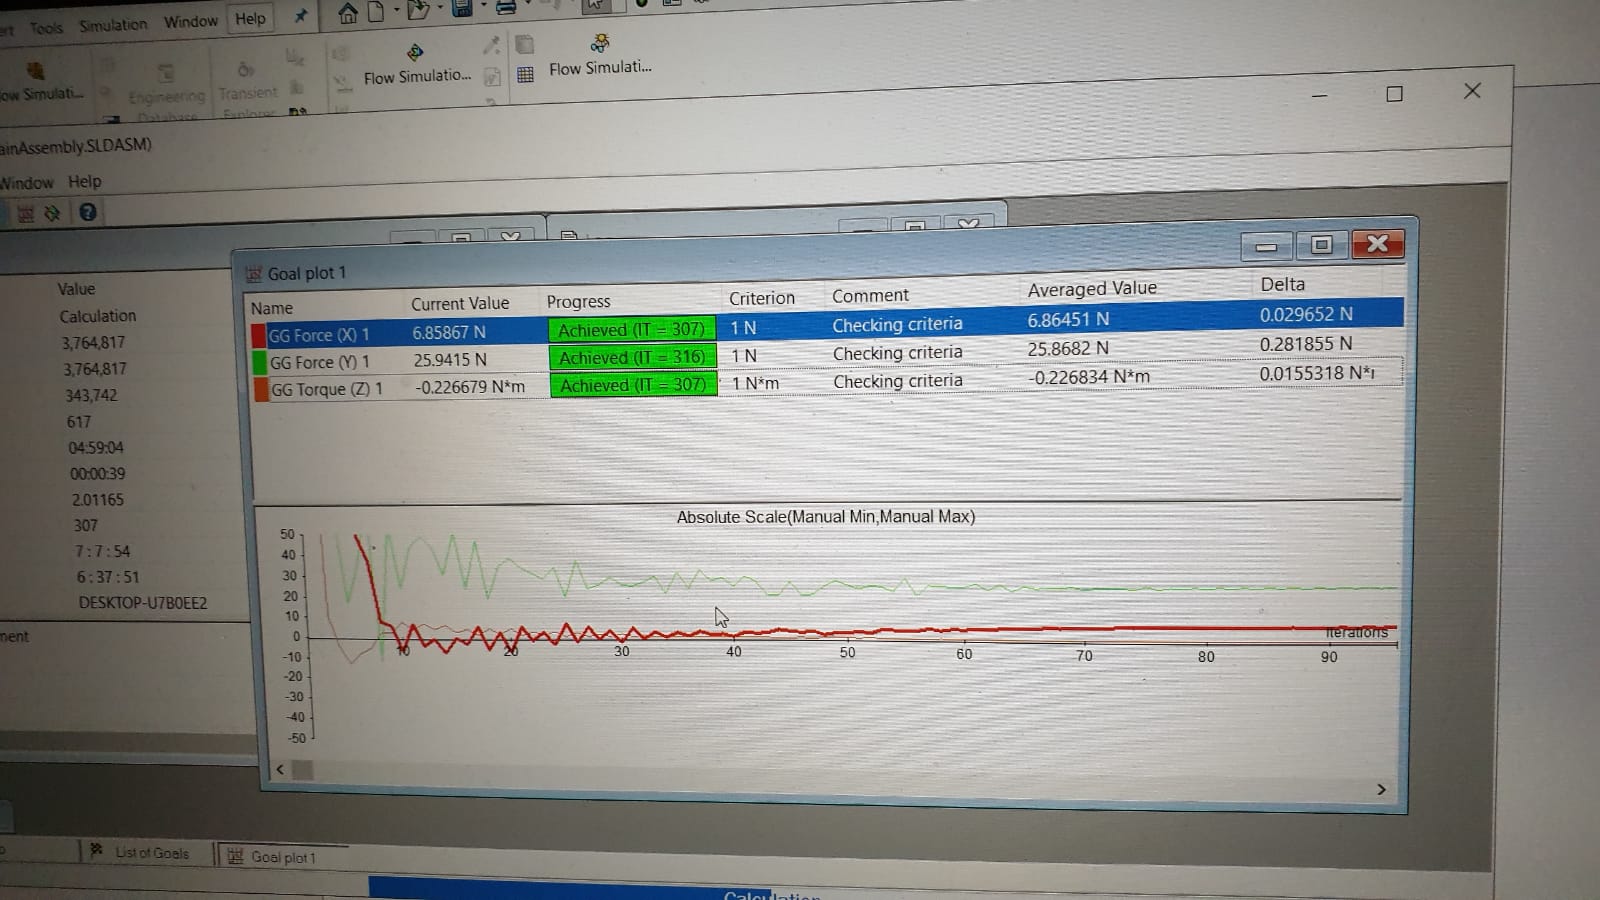 Tools Simulation Window Help
Engineering
Transient
Flow Simulatio...
Flow Simulati...
ow Simulati...
Database
Explorer
ainAssembly.SLDASM)
Window Help
Value
Calculation
3,764,817
3,764,817
343,742
617
04:59:04
00:00:39
2.01165
307
7 : 7 : 54
6 : 37 : 51
DESKTOP-U7B0EE2
ment
Goal plot 1
Name Current Value Progress Criterion Comment Averaged Value Delta
GG Force (X) 1 6.85867 N Achieved (IT = 307) 1 N Checking criteria 6.86451 N 0.029652 N
GG Force (Y) 1 25.9415 N Achieved (IT = 316) 1 N Checking criteria 25.8682 N 0.281855 N
GG Torque (Z) 1 -0.226679 N*m Achieved (IT = 307) 1 N*m Checking criteria -0.226834 N*m 0.0155318 N*
Absolute Scale(Manual Min,Manual Max)
50
40
30
20
10
0
-10
-20
-30
-40
-50
Iterations
10 20 30 40 50 60 70 80 90
List of Goals
Goal plot 1
Calculation